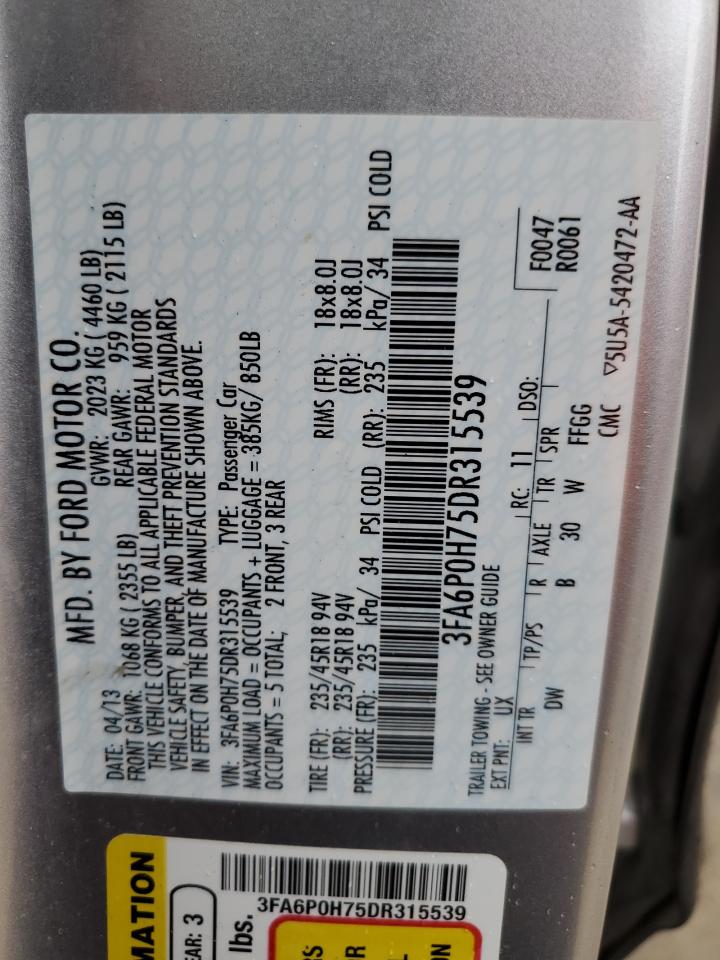 MFD. BY FORD MOTOR CO.
DATE: 04/13 GVWR: 2023 KG ( 4460 LB)
FRONT GAWR: 1068 KG ( 2355 LB) REAR GAWR: 959 KG ( 2115 LB)
THIS VEHICLE CONFORMS TO ALL APPLICABLE FEDERAL MOTOR
VEHICLE SAFETY, BUMPER, AND THEFT PREVENTION STANDARDS
IN EFFECT ON THE DATE OF MANUFACTURE SHOWN ABOVE.
VIN: 3FA6P0H75DR315539 TYPE: Passenger Car
MAXIMUM LOAD = OCCUPANTS + LUGGAGE = 385KG/ 850LB
OCCUPANTS = 5 TOTAL; 2 FRONT, 3 REAR
TIRE (FR): 235/45R18 94V RIMS (FR): 18x8.0J
(RR): 235/45R18 94V (RR): 18x8.0J
PRESSURE (FR): 235 kPa/ 34 PSI COLD (RR): 235 kPa/ 34 PSI COLD
3FA6P0H75DR315539
TRAILER TOWING - SEE OWNER GUIDE
EXT PNT: UX RC: 11 DSO: F0047
R0061
INT TR TP/PS R AXLE TR SPR
DW B 30 W FFGG
CMC ▽5U5A-5420472-AA
MATION
EAR: 3
lbs.
3FA6P0H75DR315539